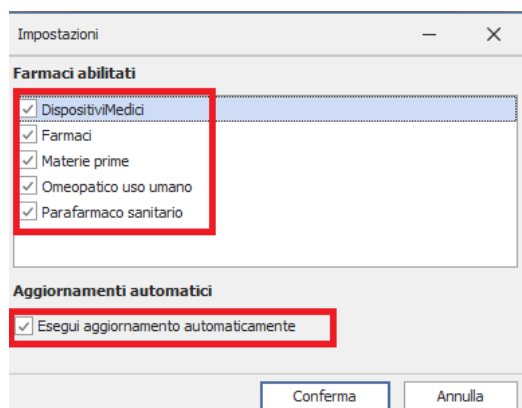 Impostazioni
Farmaci abilitati
DispositiviMedici
Farmaci
Materie prime
Omeopatico uso umano
Parafarmaco sanitario
Aggiornamenti automatici
Esegui aggiornamento automaticamente
Conferma Annulla